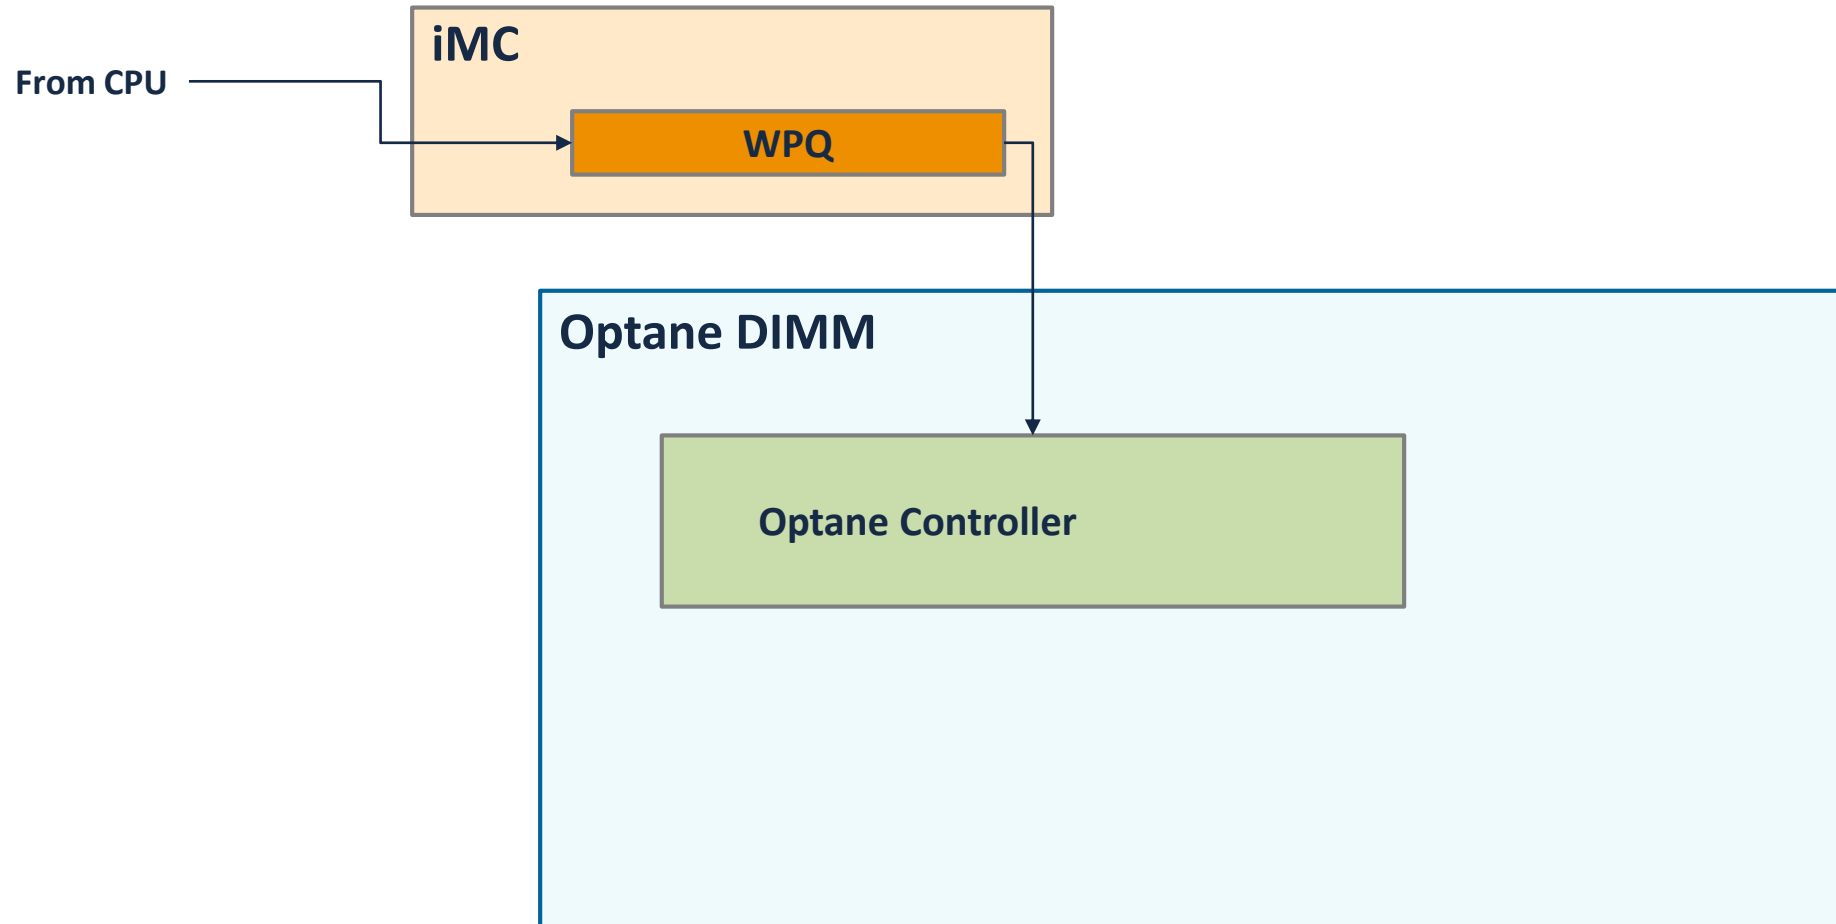 iMC
From CPU
WPQ
Optane DIMM
Optane Controller